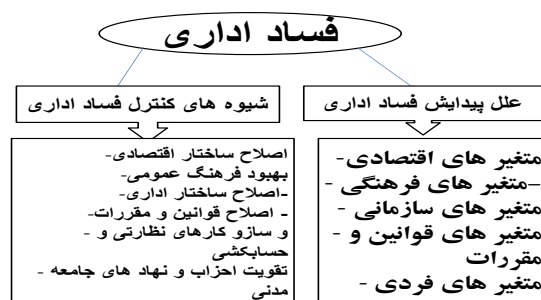 فساد اداری
علل پیدایش فساد اداری
متغیر های اقتصادی-
–متغیر های فرهنگی -
متغیر های سازمانی -
متغیر های قوانین و -
مقررات
متغیر های فردی -
شیوه های کنترل فساد اداری
اصلاح ساختار اقتصادی-
بهبود فرهنگ عمومی-
-اصلاح ساختار اداری-
- اصلاح قوانین و مقررات-
و سازو کارهای نظارتی و -
حسابکشی
تقویت احزاب و نهاد های جامعه -
مدنی